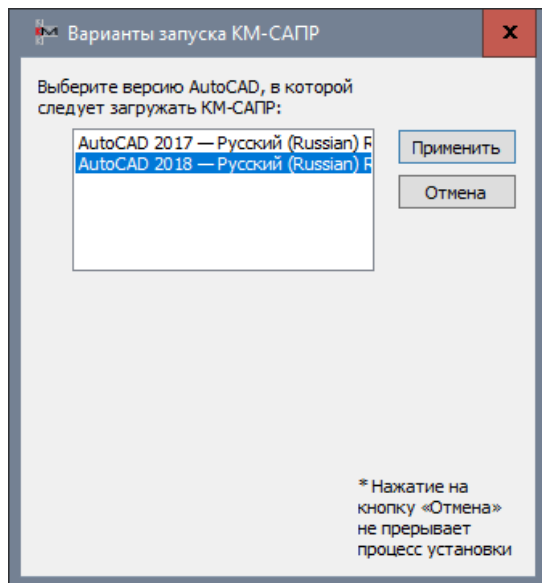 Варианты запуска КМ-САПР
X
Выберите версию AutoCAD, в которой
следует загружать КМ-САПР:
AutoCAD 2017 — Русский (Russian) R
AutoCAD 2018 — Русский (Russian) R
Применить
Отмена
* Нажатие на
кнопку «Отмена»
не прерывает
процесс установки